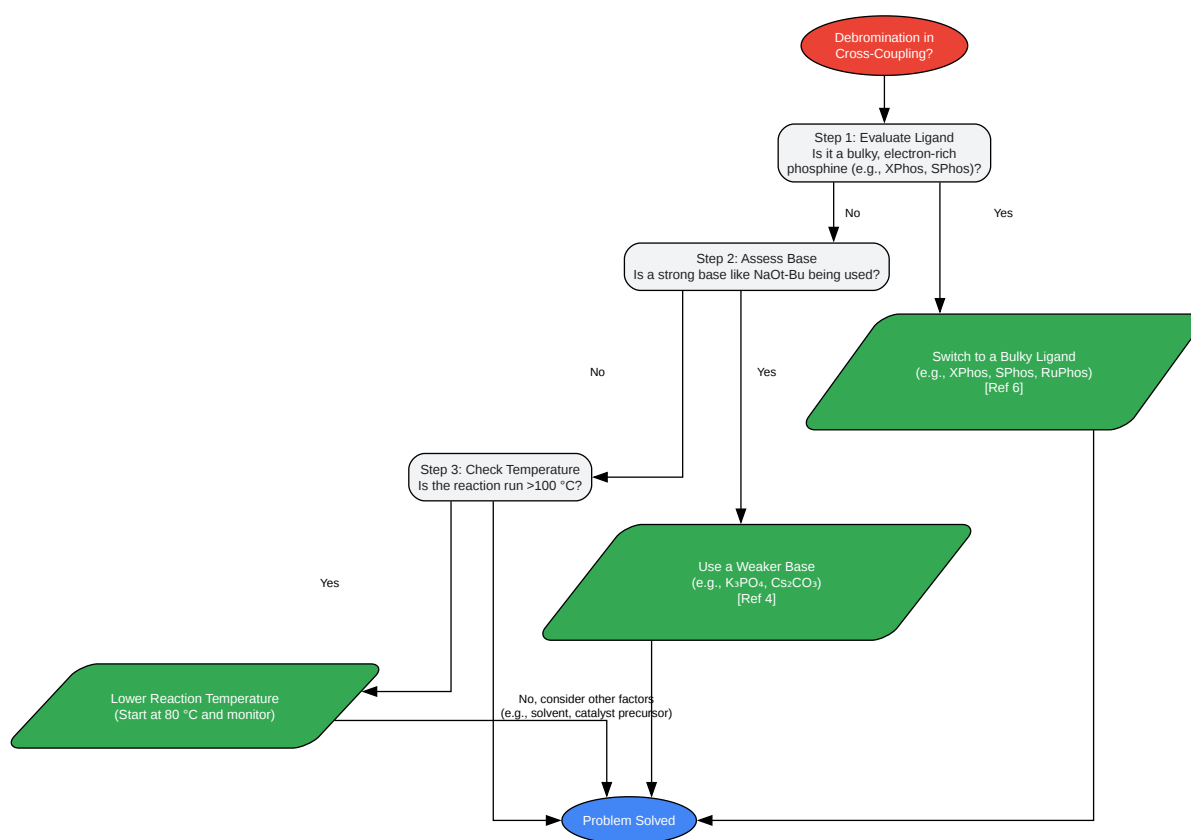 Debromination in
Cross-Coupling?
Step 1: Evaluate Ligand
Is it a bulky, electron-rich
phosphine (e.g., XPhos, SPhos)?
No
Yes
Step 2: Assess Base
Is a strong base like NaOt-Bu being used?
Switch to a Bulky Ligand
(e.g., XPhos, SPhos, RuPhos)
[Ref 6]
No
Yes
Step 3: Check Temperature
Is the reaction run >100 °C?
Use a Weaker Base
(e.g., K₃PO₄, Cs₂CO₃)
[Ref 4]
Yes
Lower Reaction Temperature
(Start at 80 °C and monitor)
No, consider other factors
(e.g., solvent, catalyst precursor)
Problem Solved